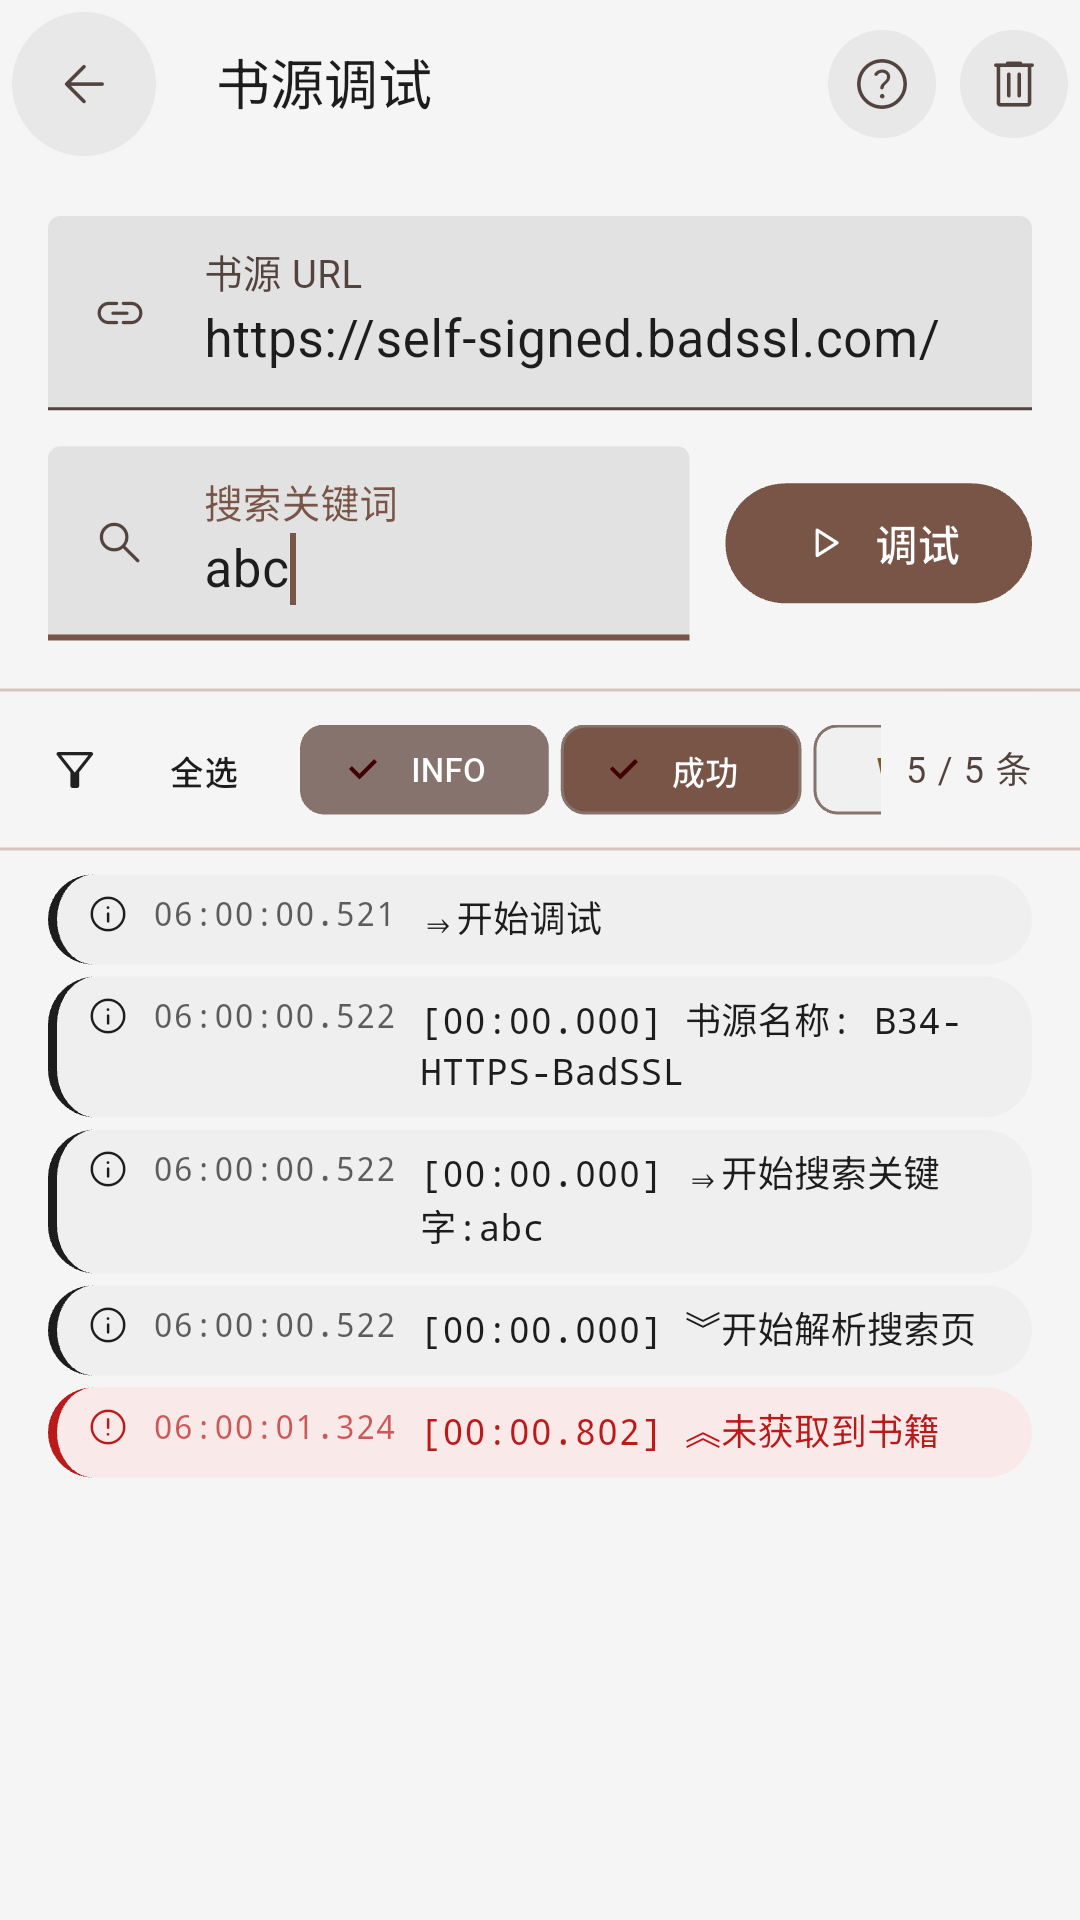 书源调试
书源 URL
https://self-signed.badssl.com/
搜索关键词
abc
调试
全选
INFO
成功
5 / 5 条
06:00:00.521 ⇒开始调试
06:00:00.522 [00:00.000] 书源名称: B34-
HTTPS-BadSSL
06:00:00.522 [00:00.000] ⇒开始搜索关键
字:abc
06:00:00.522 [00:00.000] ︾开始解析搜索页
06:00:01.324 [00:00.802] ︽未获取到书籍